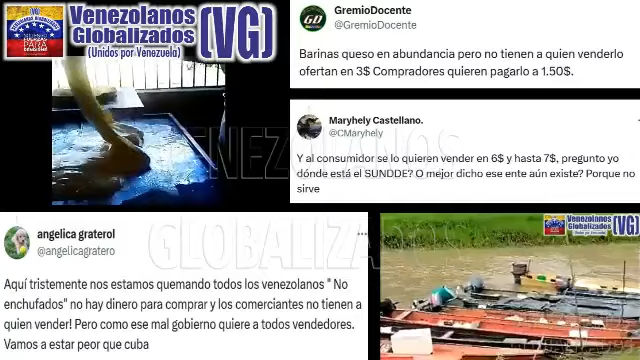 Venezolanos
Globalizados
(Unidos por Venezuela)
(VG)
GremioDocente
@GremioDocente
Barinas queso en abundancia pero no tienen a quien venderlo
ofertan en 3$ Compradores quieren pagarlo a 1.50$.
Maryhely Castellano.
@CMaryhely
Y al consumidor se lo quieren vender en 6$ y hasta 7$, pregunto yo
dónde está el SUNDDE? O mejor dicho ese ente aún existe? Porque no
sirve
VENEZOLANOS
GLOBALIZADOS
angelica graterol
@angelicagratero
Aquí tristemente nos estamos quemando todos los venezolanos " No
enchufados" no hay dinero para comprar y los comerciantes no tienen a
quien vender! Pero como ese mal gobierno quiere a todos vendedores.
Vamos a estar peor que cuba
Venezolanos
Globalizados
(VG)